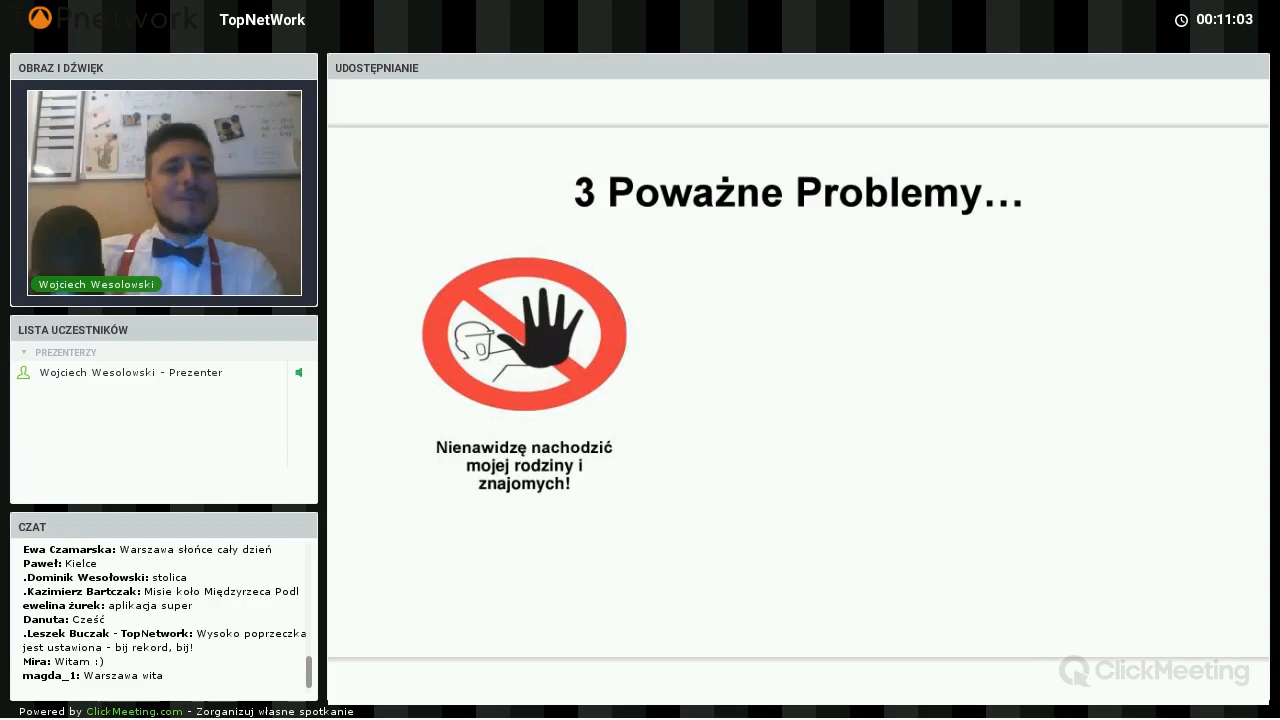 TopNetWork
00:11:03
OBRAZ I DŹWIĘK
Wojciech Wesolowski
LISTA UCZESTNIKÓW
PREZENTERZY
Wojciech Wesolowski - Prezenter
CZAT
Ewa Czamarska: Warszawa słońce cały dzień
Paweł: Kielce
.Dominik Wesołowski: stolica
.Kazimierz Bartczak: Misie koło Międzyrzeca Podl
ewelina żurek: aplikacja super
Danuta: Cześć
.Leszek Buczak - TopNetwork: Wysoko poprzeczka
jest ustawiona - bij rekord, bij!
Mira: Witam :)
magda_1: Warszawa wita
UDOSTĘPNIANIE
3 Poważne Problemy...
Nienawidzę nachodzić
mojej rodziny i
znajomych!
ClickMeeting
Powered by ClickMeeting.com - Zorganizuj własne spotkanie